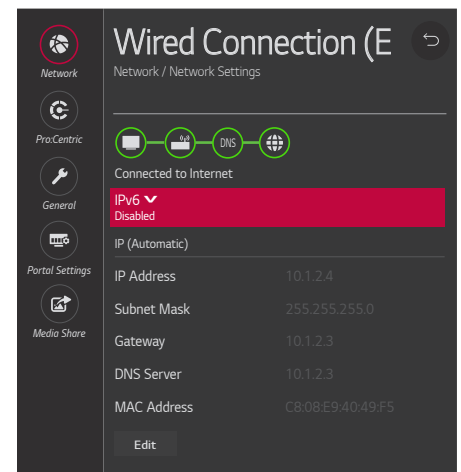 Network
Pro:Centric
General
Portal Settings
Media Share
Wired Connection (E
Network / Network Settings
DNS
Connected to Internet
IPv6
Disabled
IP (Automatic)
IP Address 10.1.2.4
Subnet Mask 255.255.255.0
Gateway 10.1.2.3
DNS Server 10.1.2.3
MAC Address C8:08:E9:40:49:F5
Edit